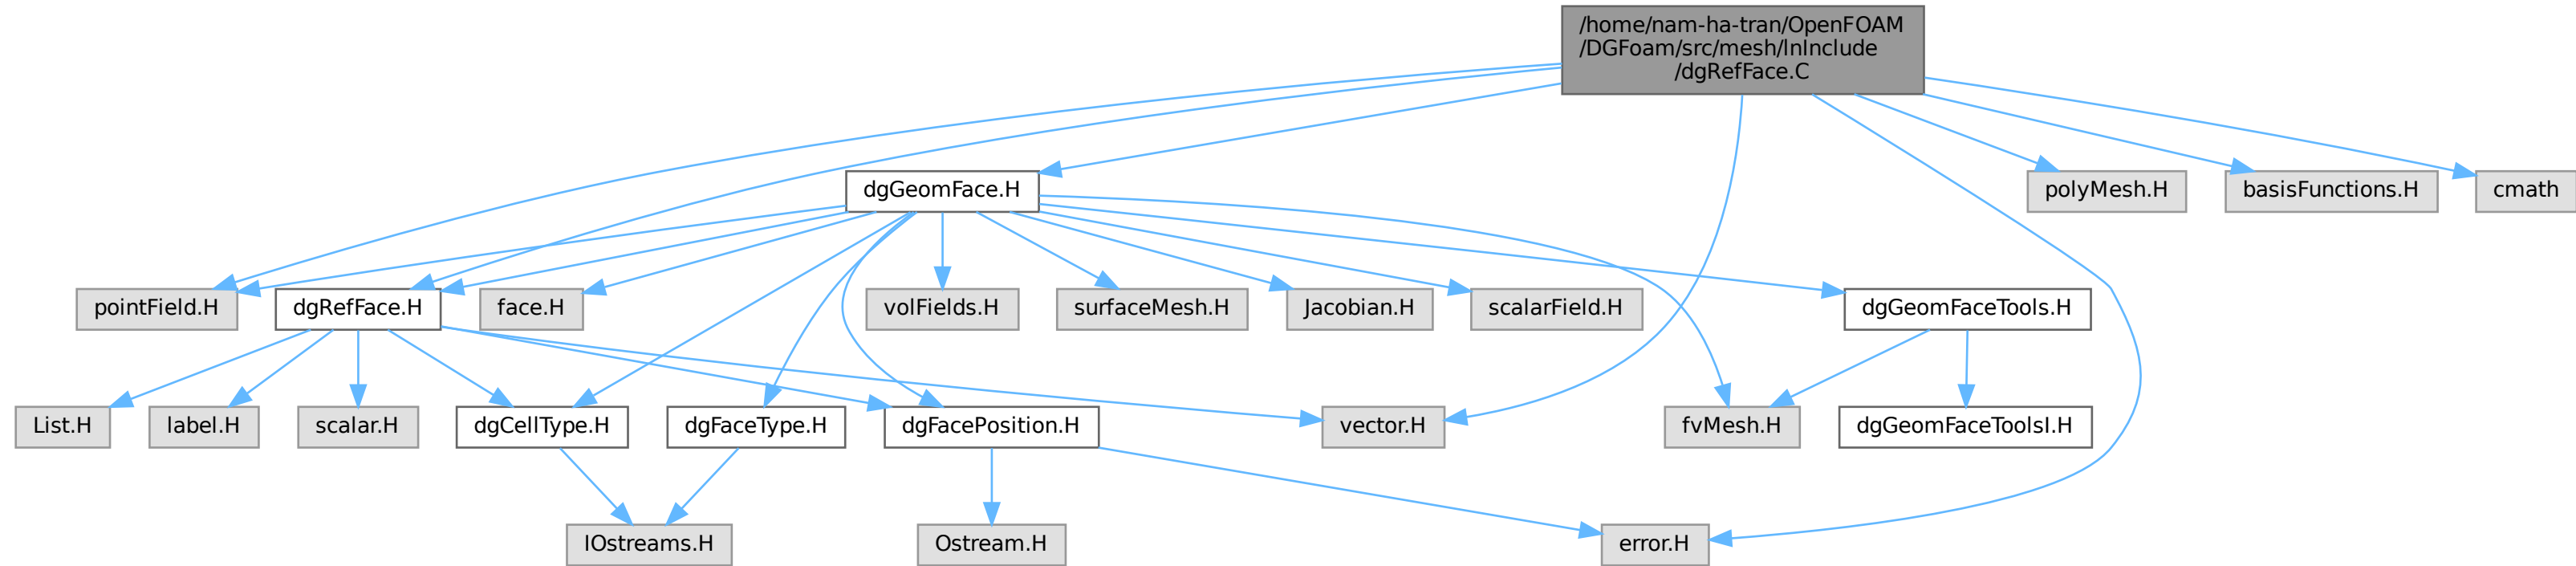 /home/nam-ha-tran/OpenFOAM
/DGFoam/src/mesh/lnInclude
/dgRefFace.C
dgGeomFace.H
polyMesh.H
basisFunctions.H
cmath
pointField.H
dgRefFace.H
face.H
volFields.H
surfaceMesh.H
Jacobian.H
scalarField.H
dgGeomFaceTools.H
List.H
label.H
scalar.H
dgCellType.H
dgFaceType.H
dgFacePosition.H
vector.H
fvMesh.H
dgGeomFaceToolsI.H
IOstreams.H
Ostream.H
error.H